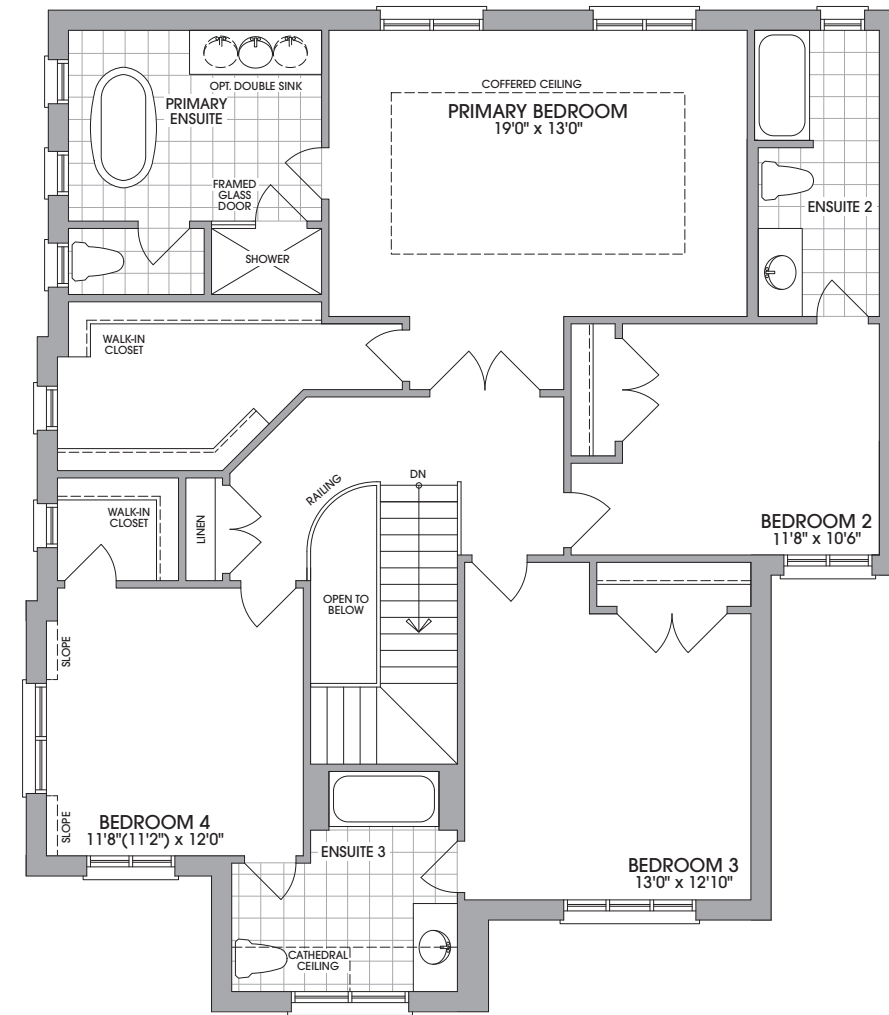 OPT. DOUBLE SINK
PRIMARY
ENSUITE
COFFERED CEILING
PRIMARY BEDROOM
19'0" x 13'0"
FRAMED
GLASS
DOOR
ENSUITE 2
SHOWER
WALK-IN
CLOSET
DN
RAILING
WALK-IN
CLOSET
LINEN
BEDROOM 2
11'8" x 10'6"
OPEN TO
BELOW
SLOPE
SLOPE
BEDROOM 4
11'8"(11'2") x 12'0"
ENSUITE 3
BEDROOM 3
13'0" x 12'10"
CATHEDRAL
CEILING